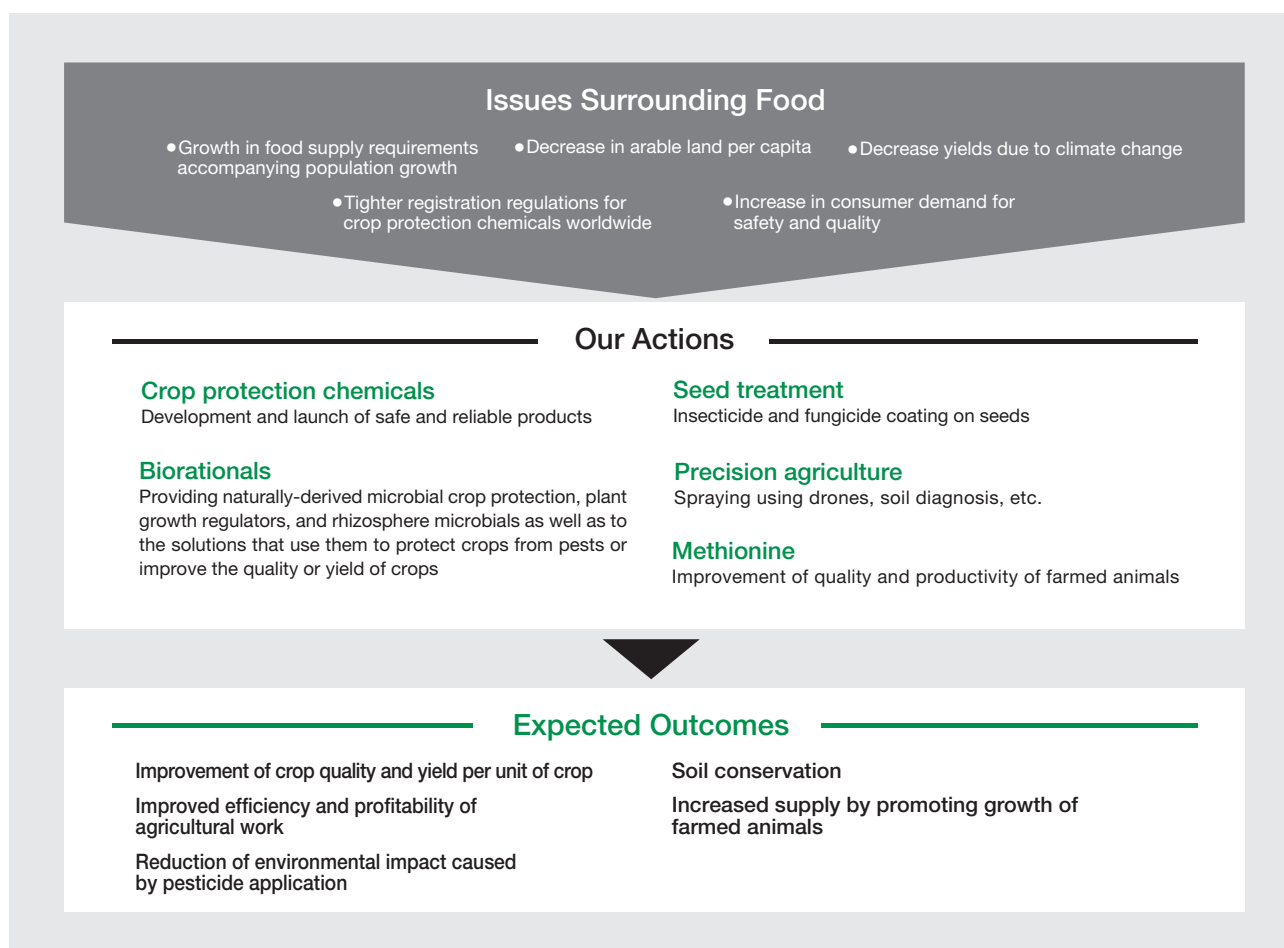 Issues Surrounding Food
●Growth in food supply requirements
accompanying population growth
●Decrease in arable land per capita
●Decrease yields due to climate change
●Tighter registration regulations for
crop protection chemicals worldwide
●Increase in consumer demand for
safety and quality
Our Actions
Crop protection chemicals
Development and launch of safe and reliable products
Biorationals
Providing naturally-derived microbial crop protection, plant
growth regulators, and rhizosphere microbials as well as to
the solutions that use them to protect crops from pests or
improve the quality or yield of crops
Seed treatment
Insecticide and fungicide coating on seeds
Precision agriculture
Spraying using drones, soil diagnosis, etc.
Methionine
Improvement of quality and productivity of farmed animals
Expected Outcomes
Improvement of crop quality and yield per unit of crop
Improved efficiency and profitability of
agricultural work
Reduction of environmental impact caused
by pesticide application
Soil conservation
Increased supply by promoting growth of
farmed animals